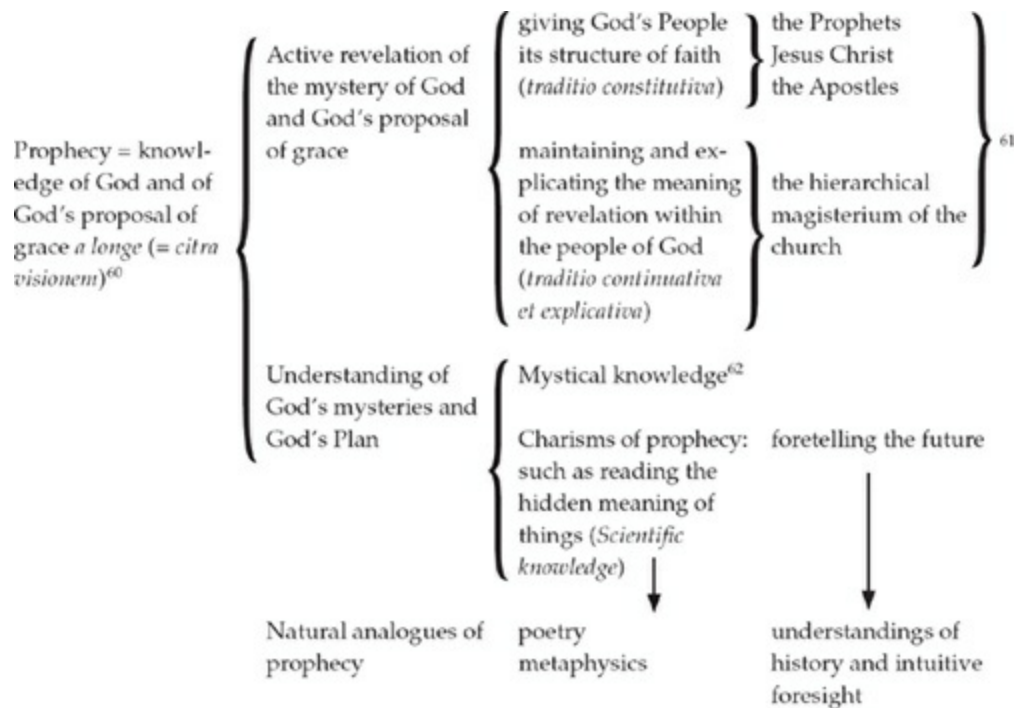 Prophecy = knowl-
edge of God and of
God's proposal of
grace a longe (= citra
visionem)60
Active revelation of
the mystery of God
and God's proposal
of grace
giving God's People
its structure of faith
(traditio constitutiva)
the Prophets
Jesus Christ
the Apostles
maintaining and ex-
plicating the meaning
of revelation within
the people of God
(traditio continuativa
et explicativa)
the hierarchical
magisterium of the
church
61
Understanding of
God's mysteries and
God's Plan
Mystical knowledge62
Charisms of prophecy:
such as reading the
hidden meaning of
things (Scientific
knowledge)
foretelling the future
Natural analogues of
prophecy
poetry
metaphysics
understandings of
history and intuitive
foresight